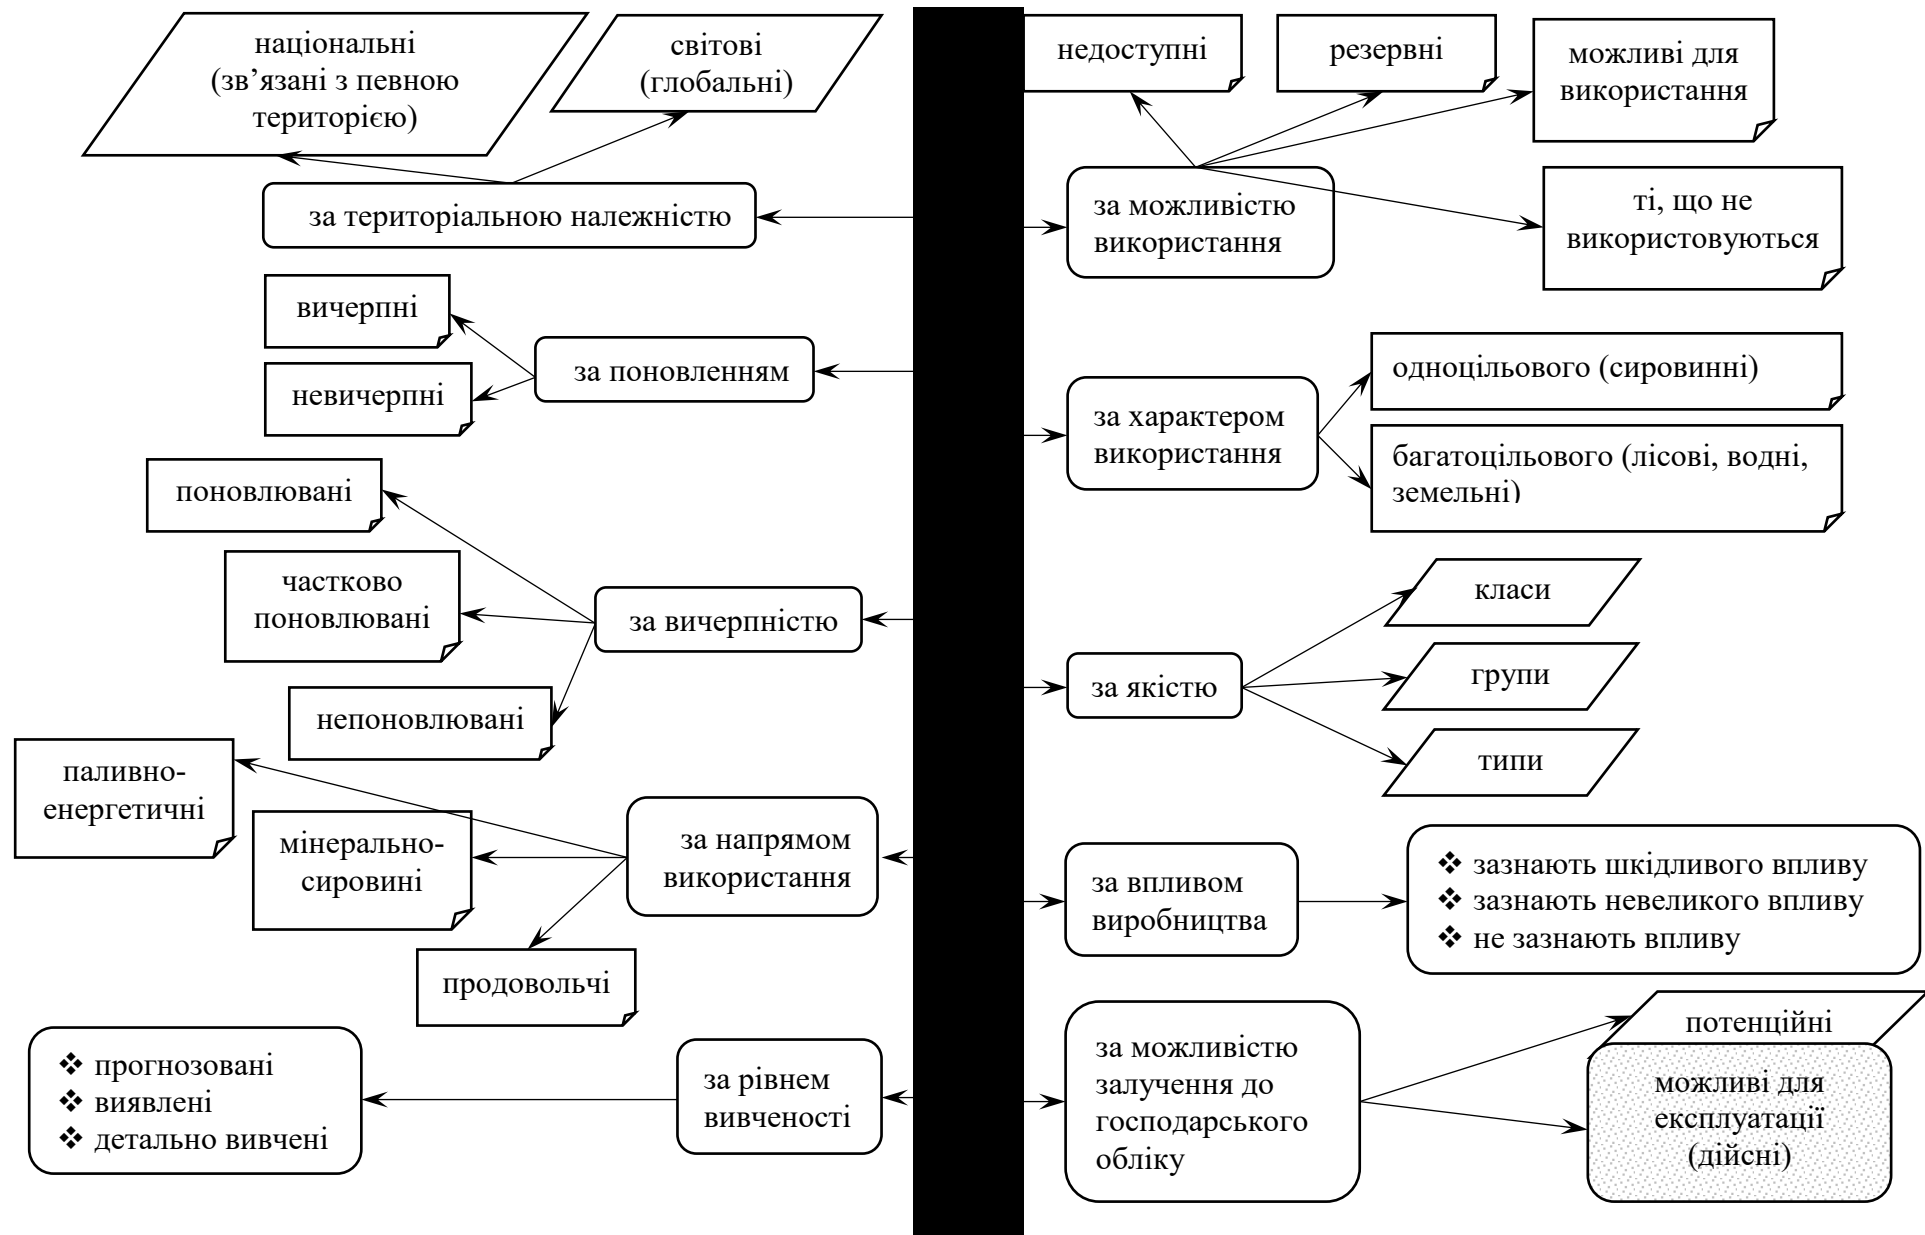 національні
(зв’язані з певною
територією)
світові
(глобальні)
за територіальною належністю
вичерпні
невичерпні
за поновленням
поновлювані
частково
поновлювані
непоновлювані
за вичерпністю
паливно-
енергетичні
мінерально-
сировині
продовольчі
за напрямом
використання
❖ прогнозовані
❖ виявлені
❖ детально вивчені
за рівнем
вивченості
недоступні
резервні
можливі для
використання
ті, що не
використовуються
за можливістю
використання
за характером
використання
одноцільового (сировинні)
багатоцільового (лісові, водні,
земельні)
за якістю
класи
групи
типи
за впливом
виробництва
❖ зазнають шкідливого впливу
❖ зазнають невеликого впливу
❖ не зазнають впливу
за можливістю
залучення до
господарського
обліку
потенційні
можливі для
експлуатації
(дійсні)